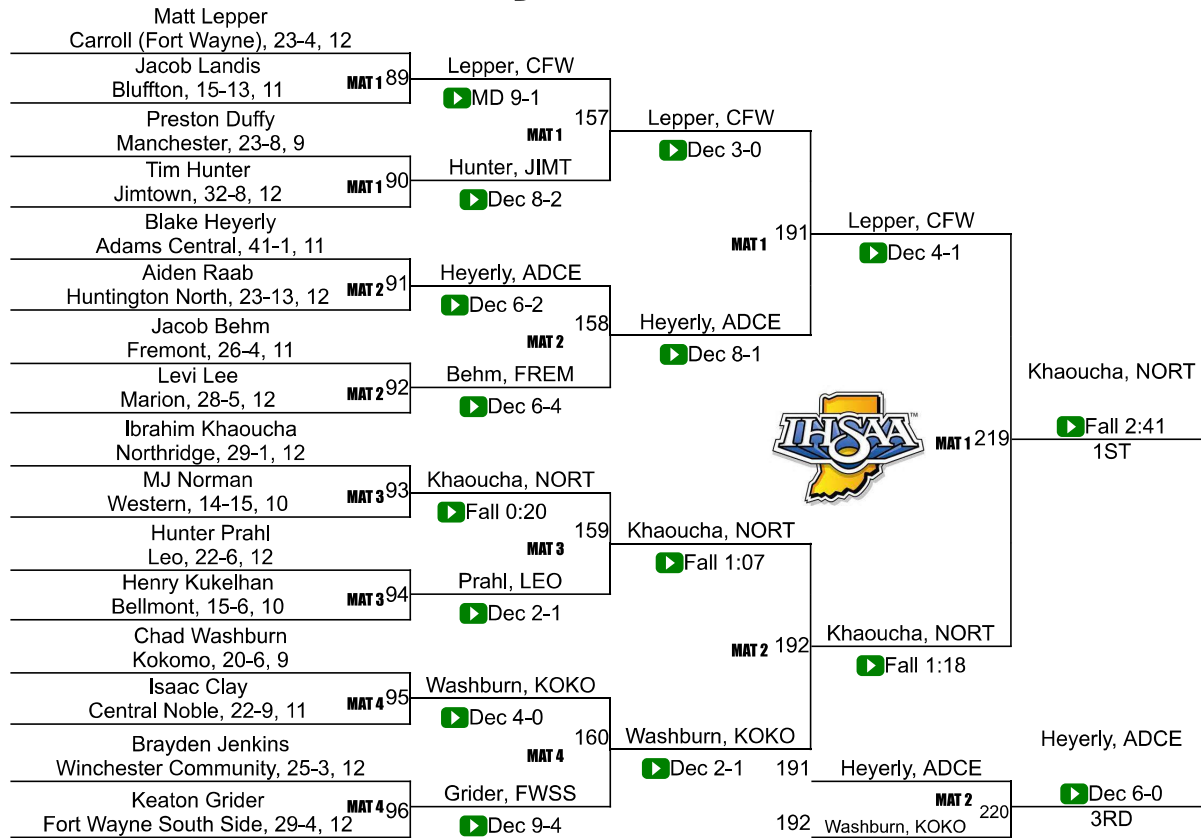 Matt Lepper
Carroll (Fort Wayne), 23-4, 12
Jacob Landis
Bluffton, 15-13, 11
MAT 1 89
Lepper, CFW
MD 9-1
Preston Duffy
Manchester, 23-8, 9
Tim Hunter
Jimtown, 32-8, 12
MAT 1 90
Hunter, JIMT
Dec 8-2
157
MAT 1
Lepper, CFW
Dec 3-0
Blake Heyerly
Adams Central, 41-1, 11
Aiden Raab
Huntington North, 23-13, 12
MAT 2 91
Heyerly, ADCE
Dec 6-2
Jacob Behm
Fremont, 26-4, 11
Levi Lee
Marion, 28-5, 12
MAT 2 92
Behm, FREM
Dec 6-4
158
MAT 2
Heyerly, ADCE
Dec 8-1
MAT 1 191
Lepper, CFW
Dec 4-1
Ibrahim Khaoucha
Northridge, 29-1, 12
MJ Norman
Western, 14-15, 10
MAT 3 93
Khaoucha, NORT
Fall 0:20
Hunter Prahl
Leo, 22-6, 12
Henry Kukelhan
Bellmont, 15-6, 10
MAT 3 94
Prahl, LEO
Dec 2-1
159
MAT 3
Khaoucha, NORT
Fall 1:07
Chad Washburn
Kokomo, 20-6, 9
Isaac Clay
Central Noble, 22-9, 11
MAT 4 95
Washburn, KOKO
Dec 4-0
Brayden Jenkins
Winchester Community, 25-3, 12
Keaton Grider
Fort Wayne South Side, 29-4, 12
MAT 4 96
Grider, FWSS
Dec 9-4
160
MAT 4
Washburn, KOKO
Dec 2-1
MAT 2 192
Khaoucha, NORT
Fall 1:18
IHSAA
TM
MAT 1 219
Khaoucha, NORT
Fall 2:41
1ST
191
Heyerly, ADCE
192
Washburn, KOKO
MAT 2
220
Heyerly, ADCE
Dec 6-0
3RD